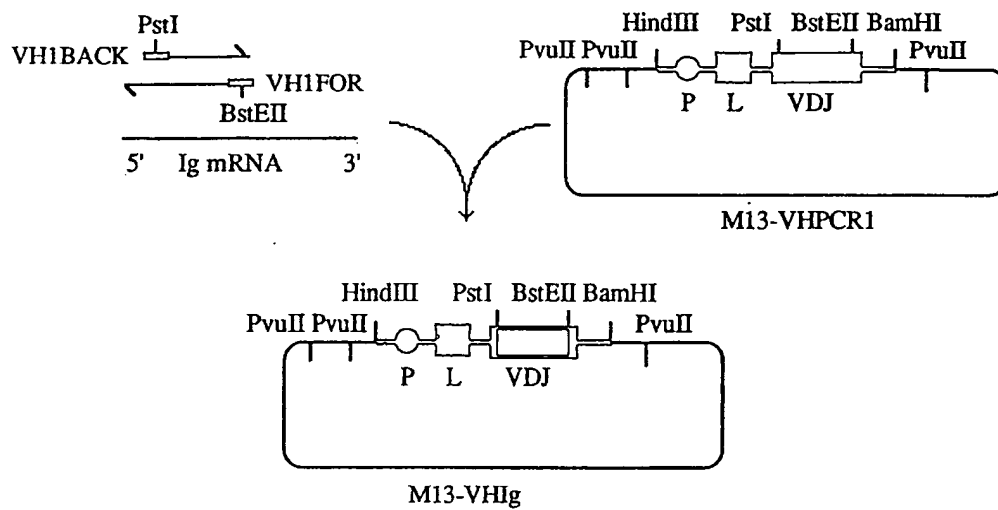 PstI
VH1BACK
VH1FOR
BstEII
5' Ig mRNA 3'
HindIII PstI BstEII BamHI
PvuII PvuII PvuII
P L VDJ
M13-VHPCR1
HindIII PstI BstEII BamHI
PvuII PvuII PvuII
P L VDJ
M13-VHIg